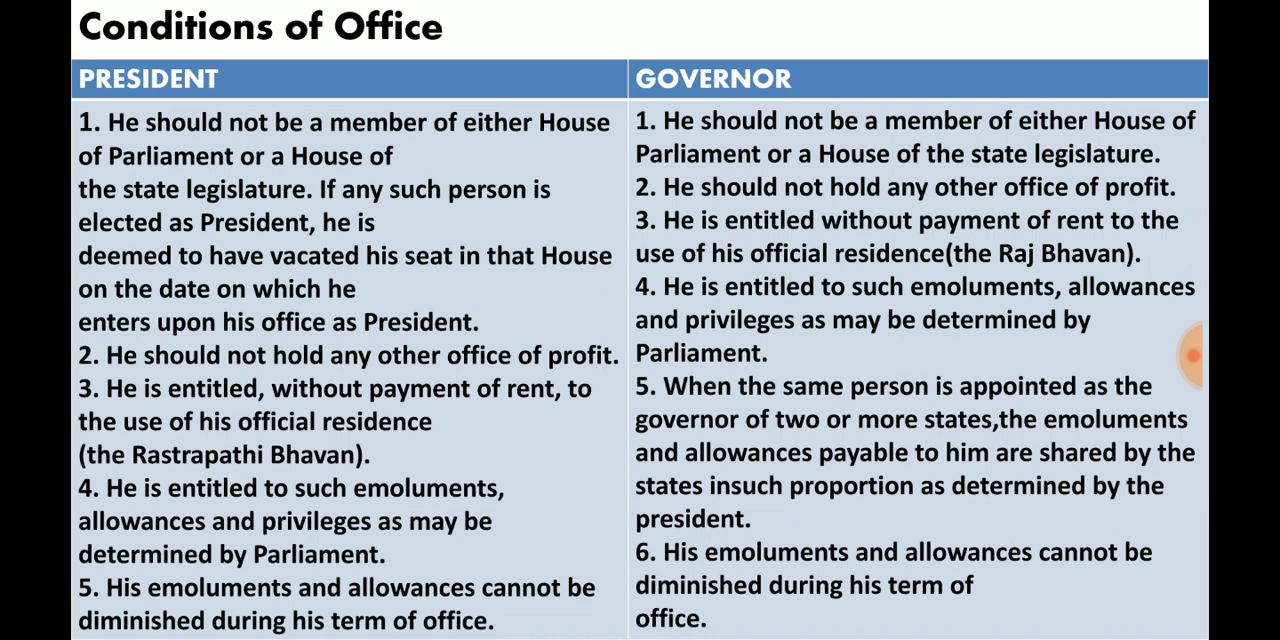 Conditions of Office
PRESIDENT
1. He should not be a member of either House
of Parliament or a House of
the state legislature. If any such person is
elected as President, he is
deemed to have vacated his seat in that House
on the date on which he
enters upon his office as President.
2. He should not hold any other office of profit.
3. He is entitled, without payment of rent, to
the use of his official residence
(the Rastrapathi Bhavan).
4. He is entitled to such emoluments,
allowances and privileges as may be
determined by Parliament.
5. His emoluments and allowances cannot be
diminished during his term of office.
GOVERNOR
1. He should not be a member of either House of
Parliament or a House of the state legislature.
2. He should not hold any other office of profit.
3. He is entitled without payment of rent to the
use of his official residence(the Raj Bhavan).
4. He is entitled to such emoluments, allowances
and privileges as may be determined by
Parliament.
5. When the same person is appointed as the
governor of two or more states,the emoluments
and allowances payable to him are shared by the
states insuch proportion as determined by the
president.
6. His emoluments and allowances cannot be
diminished during his term of
office.